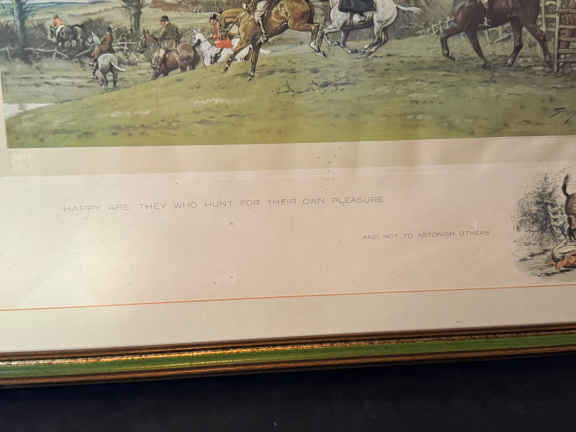 HAPPY ARE THEY WHO HUNT FOR THEIR OWN PLEASURE
AND NOT TO ASTONISH OTHERS